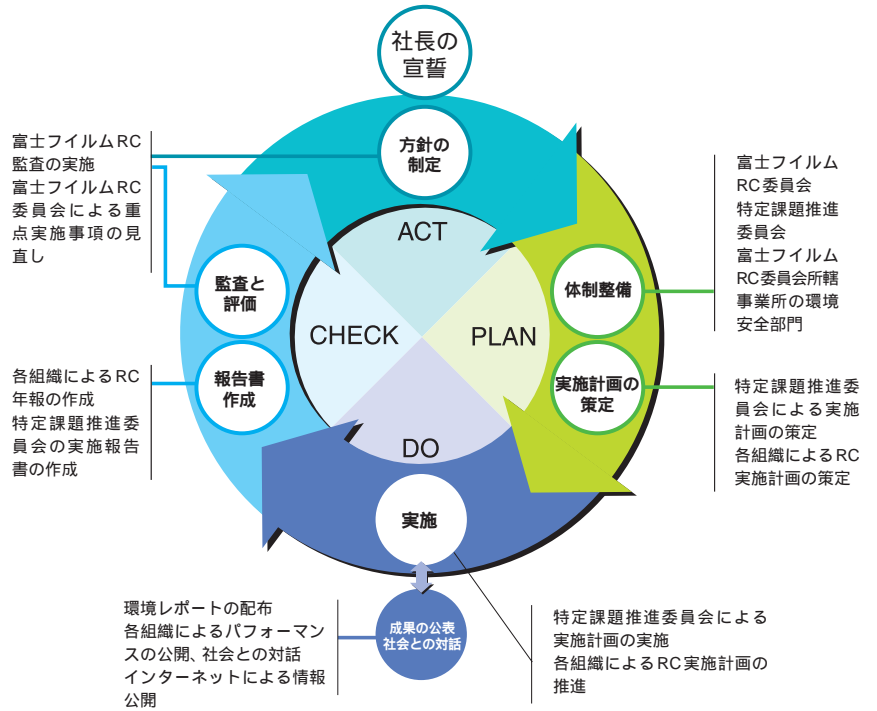 社長の
宣誓
方針の
制定
富士フイルムRC
監査の実施
富士フイルムRC
委員会による重
点実施事項の見
直し
富士フイルム
RC委員会
特定課題推進
委員会
富士フイルム
RC委員会所轄
事業所の環境
安全部門
ACT
監査と
評価
体制整備
CHECK
PLAN
各組織によるRC
年報の作成
特定課題推進委
員会の実施報告
書の作成
報告書
作成
実施計画の
策定
特定課題推進委
員会による実施
計画の策定
各組織によるRC
実施計画の策定
DO
実施
環境レポートの配布
各組織によるパフォーマン
スの公開、社会との対話
インターネットによる情報
公開
成果の公表
社会との対話
特定課題推進委員会による
実施計画の実施
各組織によるRC実施計画の
推進